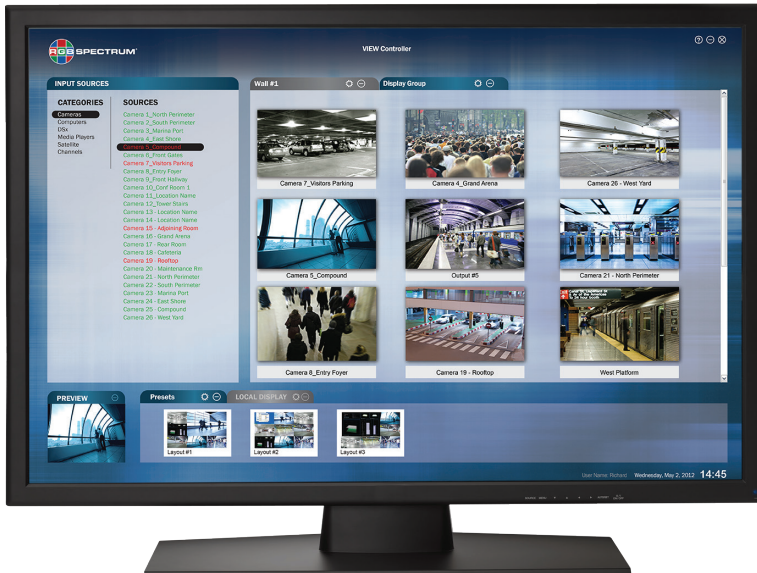 RGB SPECTRUM
VIEW Controller
INPUT SOURCES
CATEGORIES
Cameras
Computers
DSx
Media Players
Satellite
Channels
SOURCES
Camera 1_North Perimeter
Camera 2_South Perimeter
Camera 3_Marina Port
Camera 4_East Shore
Camera 5_Compound
Camera 6_Front Gates
Camera 7_Visitors Parking
Camera 8_Entry Foyer
Camera 9_Front Hallway
Camera 10_Conf Room 1
Camera 11_Location Name
Camera 12_Tower Stairs
Camera 13 - Location Name
Camera 14 - Location Name
Camera 15 - Adjoining Room
Camera 16 - Grand Arena
Camera 17 - Rear Room
Camera 18 - Cafeteria
Camera 19 - Rooftop
Camera 20 - Maintenance Rm
Camera 21 - North Perimeter
Camera 22 - South Perimeter
Camera 23 - Marina Port
Camera 24 - East Shore
Camera 25 - Compound
Camera 26 - West Yard
Wall #1
Display Group
Camera 7_Visitors Parking
Camera 4_Grand Arena
Camera 26 - West Yard
Camera 5_Compound
Output #5
Camera 21 - North Perimeter
Camera 8_Entry Foyer
Camera 19 - Rooftop
West Platform
PREVIEW
Presets
LOCAL DISPLAY
Layout #1
Layout #2
Layout #3
User Name: Richard Wednesday, May 2, 2012 14:45